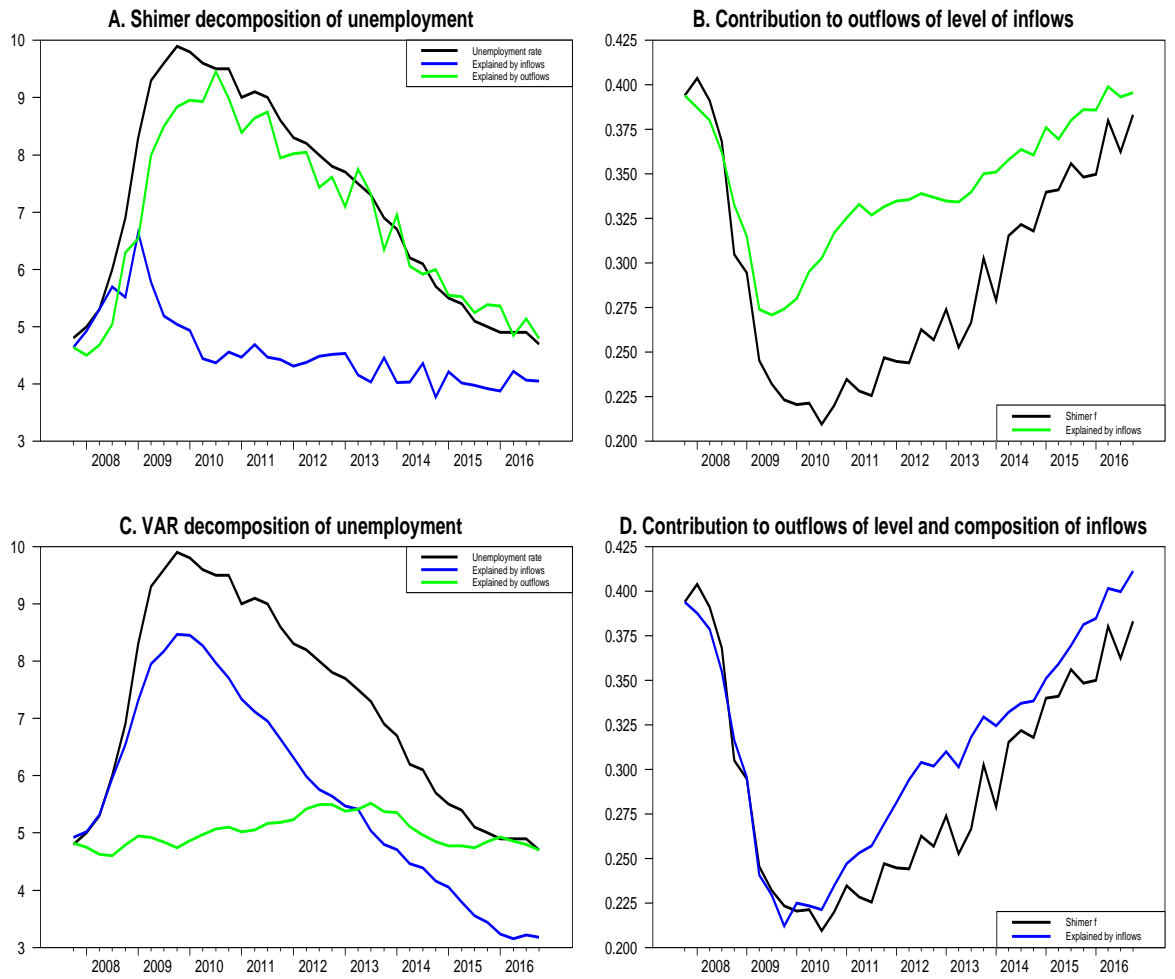 A. Shimer decomposition of unemployment
10
9
8
7
6
5
4
3
2008 2009 2010 2011 2012 2013 2014 2015 2016
Unemployment rate
Explained by inflows
Explained by outflows
B. Contribution to outflows of level of inflows
0.425
0.400
0.375
0.350
0.325
0.300
0.275
0.250
0.225
0.200
2008 2009 2010 2011 2012 2013 2014 2015 2016
Shimer f
Explained by inflows
C. VAR decomposition of unemployment
10
9
8
7
6
5
4
3
2008 2009 2010 2011 2012 2013 2014 2015 2016
Unemployment rate
Explained by inflows
Explained by outflows
D. Contribution to outflows of level and composition of inflows
0.425
0.400
0.375
0.350
0.325
0.300
0.275
0.250
0.225
0.200
2008 2009 2010 2011 2012 2013 2014 2015 2016
Shimer f
Explained by inflows